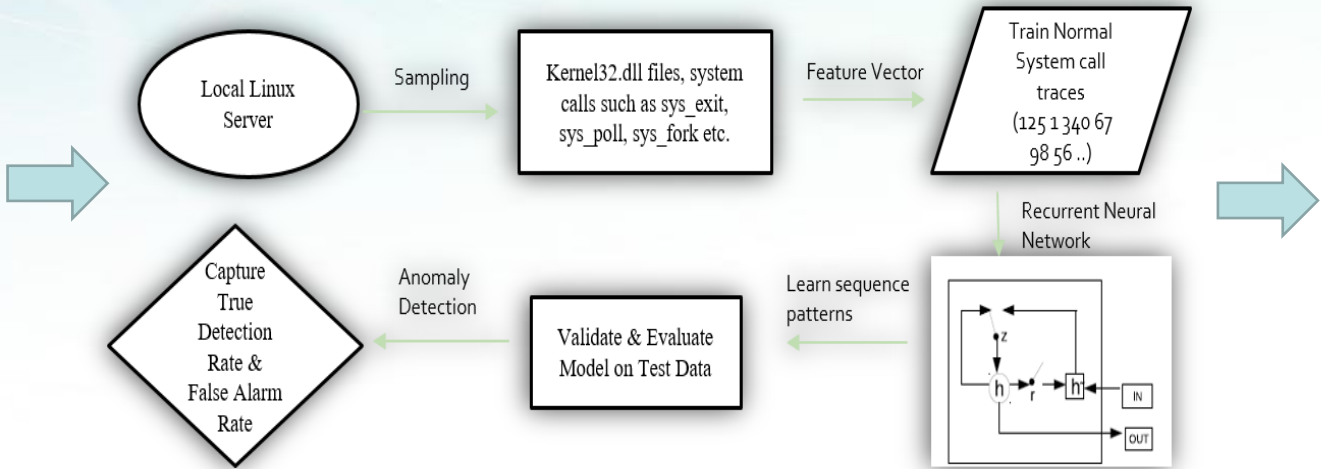 Local Linux
Server
Sampling
Kernel32.dll files, system
calls such as sys_exit,
sys_poll, sys_fork etc.
Feature Vector
Train Normal
System call
traces
(125 1 340 67
98 56 ..)
Recurrent Neural
Network
z
h
r
h~
IN
OUT
Learn sequence
patterns
Validate & Evaluate
Model on Test Data
Anomaly
Detection
Capture
True
Detection
Rate &
False Alarm
Rate